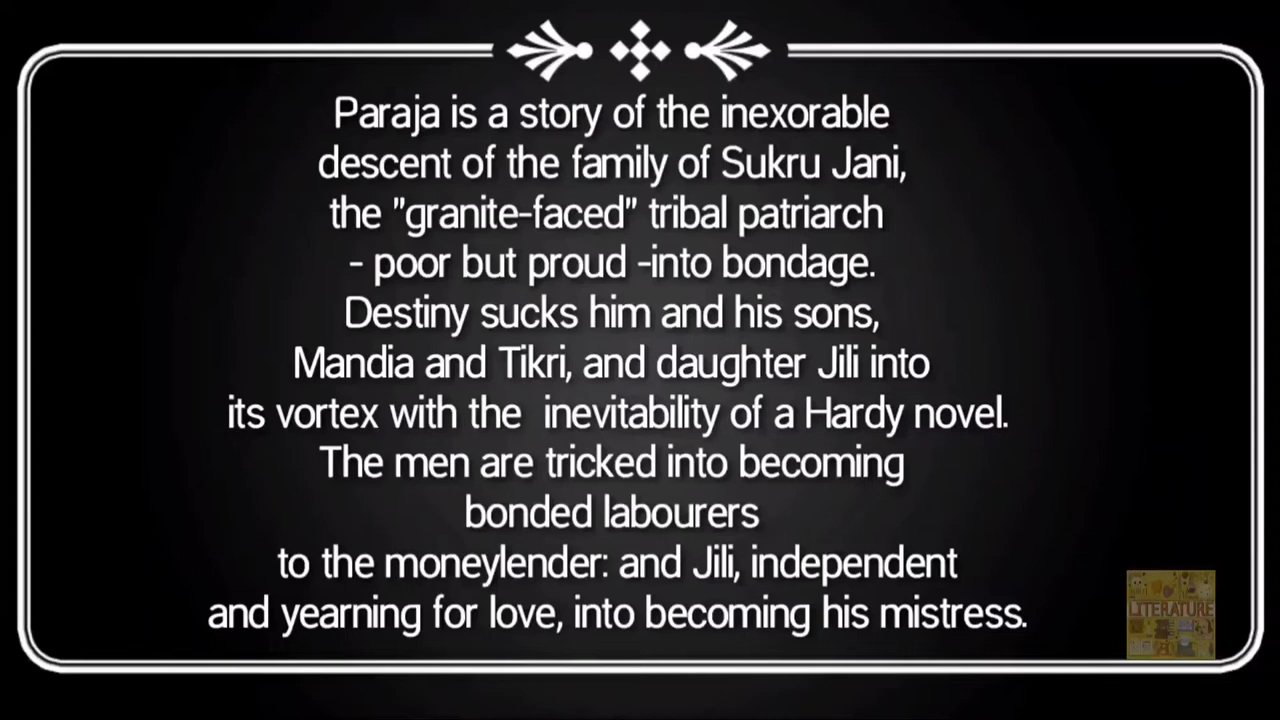 Paraja is a story of the inexorable
descent of the family of Sukru Jani,
the "granite-faced" tribal patriarch
- poor but proud -into bondage.
Destiny sucks him and his sons,
Mandia and Tikri, and daughter Jili into
its vortex with the  inevitability of a Hardy novel.
The men are tricked into becoming
bonded labourers
to the moneylender: and Jili, independent
and yearning for love, into becoming his mistress.
LITERATURE